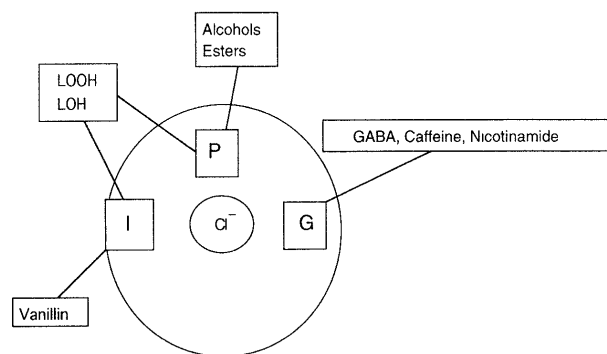 Alcohols
Esters
LOOH
LOH
GABA, Caffeine, Nicotinamide
P
I
Cl⁻
G
Vanillin